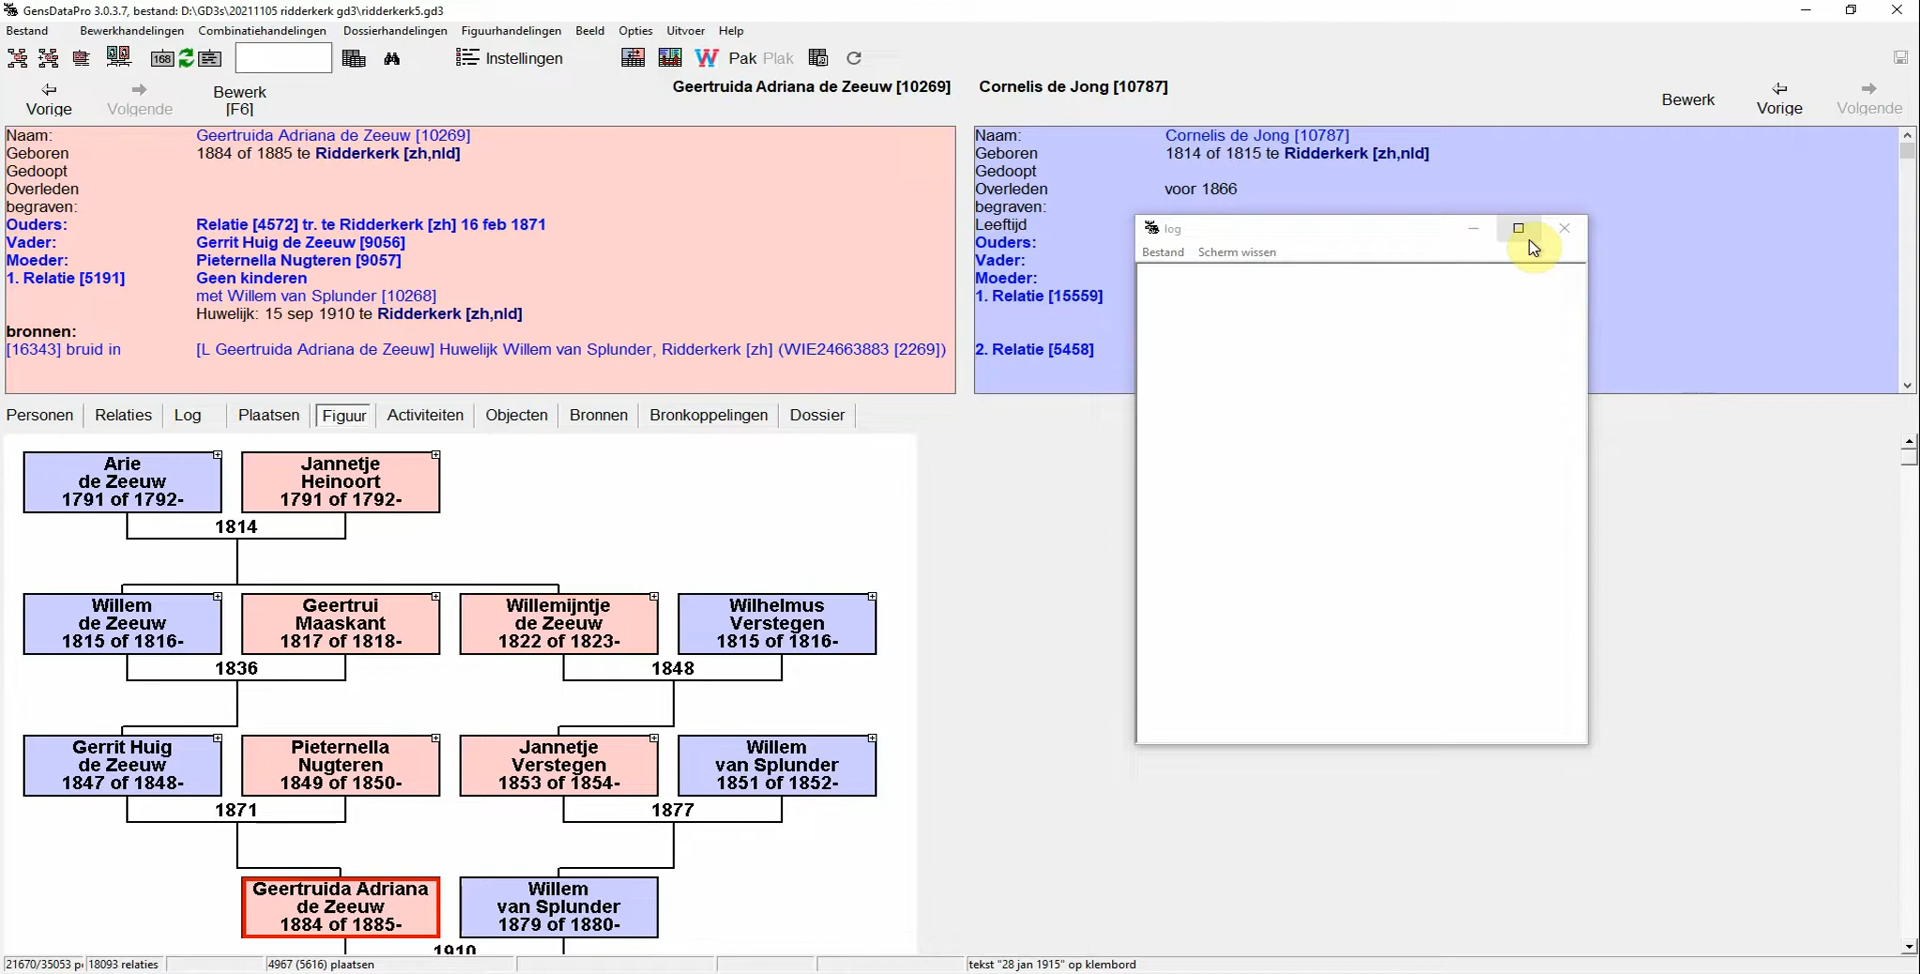 GensDataPro 3.0.3.7, bestand: D:\GD3s\20211105 ridderkerk gd3\ridderkerk5.gd3
Bestand Bewerkhandelingen Combinatiehandelingen Dossierhandelingen Figuurhandelingen Beeld Opties Uitvoer Help
168 Instellingen W Pak Plak
Vorige Volgende Bewerk [F6] Geertruida Adriana de Zeeuw [10269] Cornelis de Jong [10787] Bewerk Vorige Volgende
Naam: Geertruida Adriana de Zeeuw [10269]
Geboren 1884 of 1885 te Ridderkerk [zh,nld]
Gedoopt
Overleden
begraven:
Ouders: Relatie [4572] tr. te Ridderkerk [zh] 16 feb 1871
Vader: Gerrit Huig de Zeeuw [9056]
Moeder: Pieternella Nugteren [9057]
1. Relatie [5191] Geen kinderen
met Willem van Splunder [10268]
Huwelijk: 15 sep 1910 te Ridderkerk [zh,nld]
bronnen:
[16343] bruid in [L Geertruida Adriana de Zeeuw] Huwelijk Willem van Splunder, Ridderkerk [zh] (WIE24663883 [2269])
Naam: Cornelis de Jong [10787]
Geboren 1814 of 1815 te Ridderkerk [zh,nld]
Gedoopt
Overleden voor 1866
begraven:
Leeftijd
Ouders:
Vader:
Moeder:
1. Relatie [15559]
2. Relatie [5458]
log
Bestand Scherm wissen
Personen Relaties Log Plaatsen Figuur Activiteiten Objecten Bronnen Bronkoppelingen Dossier
Arie
de Zeeuw
1791 of 1792-
Jannetje
Heinoort
1791 of 1792-
1814
Willem
de Zeeuw
1815 of 1816-
Geertrui
Maaskant
1817 of 1818-
Willemijntje
de Zeeuw
1822 of 1823-
Wilhelmus
Verstegen
1815 of 1816-
1836
1848
Gerrit Huig
de Zeeuw
1847 of 1848-
Pieternella
Nugteren
1849 of 1850-
Jannetje
Verstegen
1853 of 1854-
Willem
van Splunder
1851 of 1852-
1871
1877
Geertruida Adriana
de Zeeuw
1884 of 1885-
Willem
van Splunder
1879 of 1880-
1910
21670/35053 p 18093 relaties 4967 (5616) plaatsen tekst "28 jan 1915" op klembord